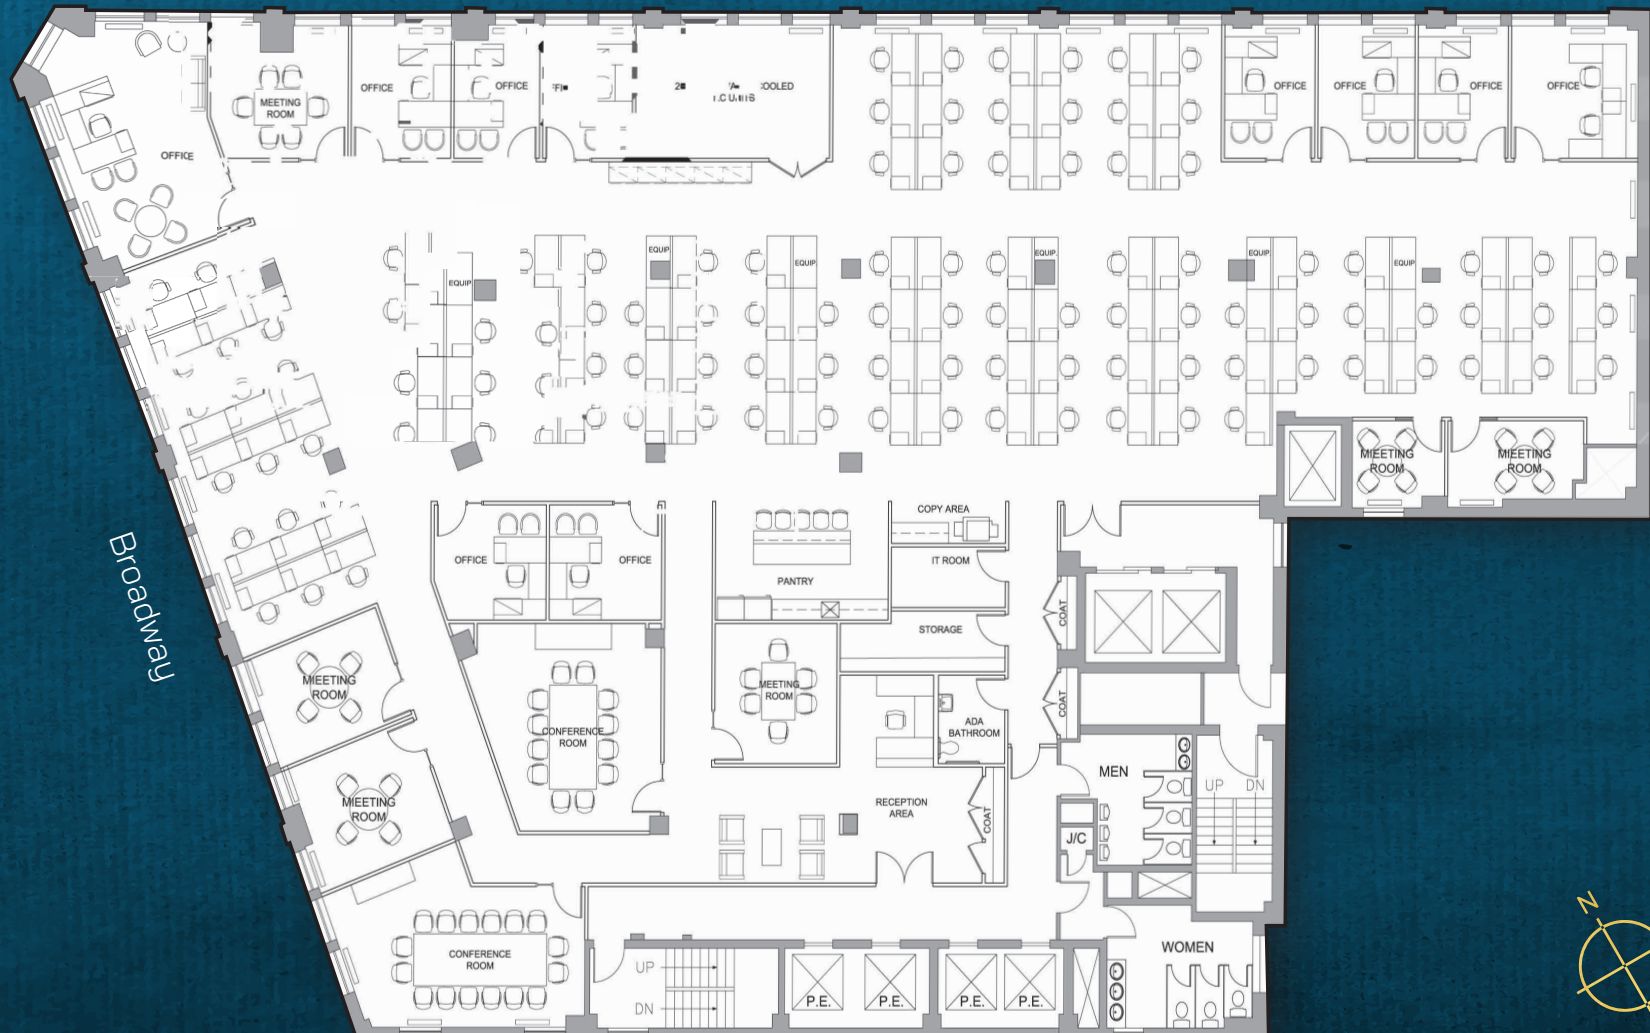 OFFICE
MEETING
ROOM
OFFICE
OFFICE
OOLED
OFFICE
OFFICE
OFFICE
OFFICE
EQUIP
EQUIP
EQUIP
EQUIP.
EQUIP
EQUIP
MIEETING
ROOM
MIEETING
ROOM
Broadway
OFFICE
OFFICE
PANTRY
COPY AREA
IT ROOM
STORAGE
COAT
COAT
MIEETING
ROOM
MIEETING
ROOM
CONFERENCE
ROOM
MEETING
ROOM
ADA
BATHROOM
RECEPTION
AREA
COAT
MEN
J/C
UP
DN
CONFERENCE
ROOM
UP
DN
P.E.
P.E.
P.E.
P.E.
WOMEN
N